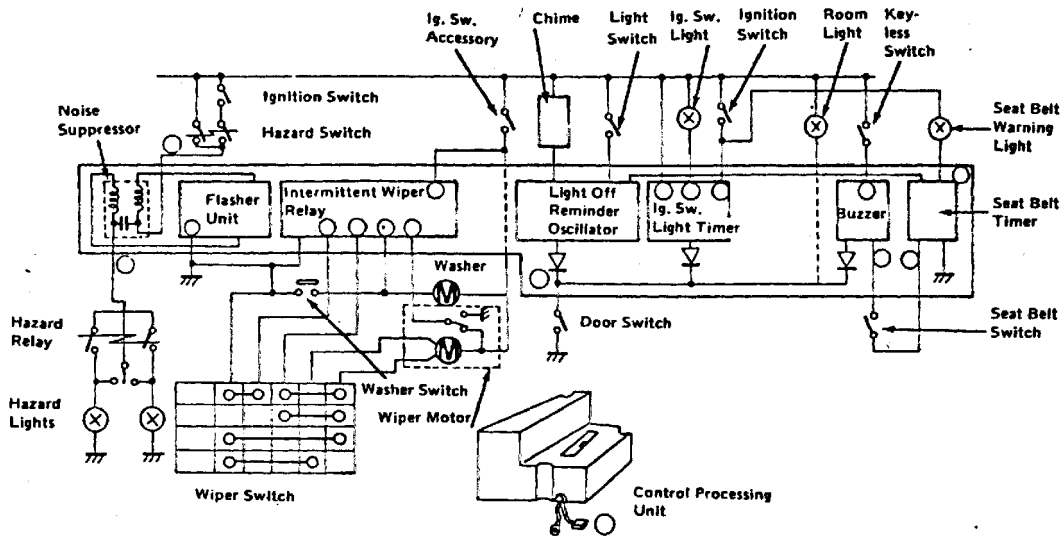 Ig. Sw.
Accessory
Chime
Light
Switch
Ig. Sw.
Light
Ignition
Switch
Room
Light
Key-
less
Switch
Ignition Switch
Hazard Switch
Noise
Suppressor
Seat Belt
Warning
Light
Flasher
Unit
Intermittent Wiper
Relay
Light Off
Reminder
Oscillator
Ig. Sw.
Light Timer
Buzzer
Seat Belt
Timer
Washer
Door Switch
Seat Belt
Switch
Hazard
Relay
Washer Switch
Wiper Motor
Hazard
Lights
Wiper Switch
Control Processing
Unit